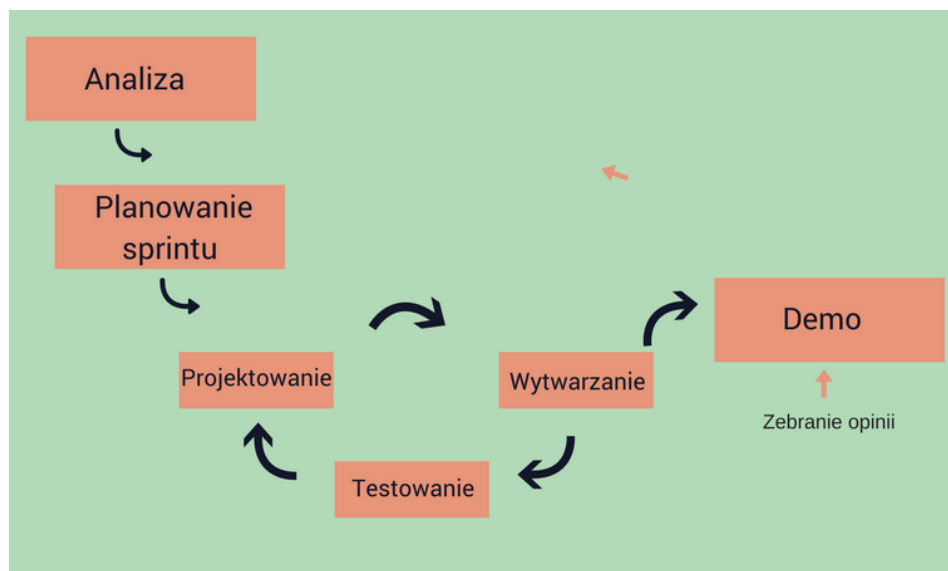 Analiza
Planowanie
sprintu
Projektowanie
Wytwarzanie
Demo
Zebranie opinii
Testowanie